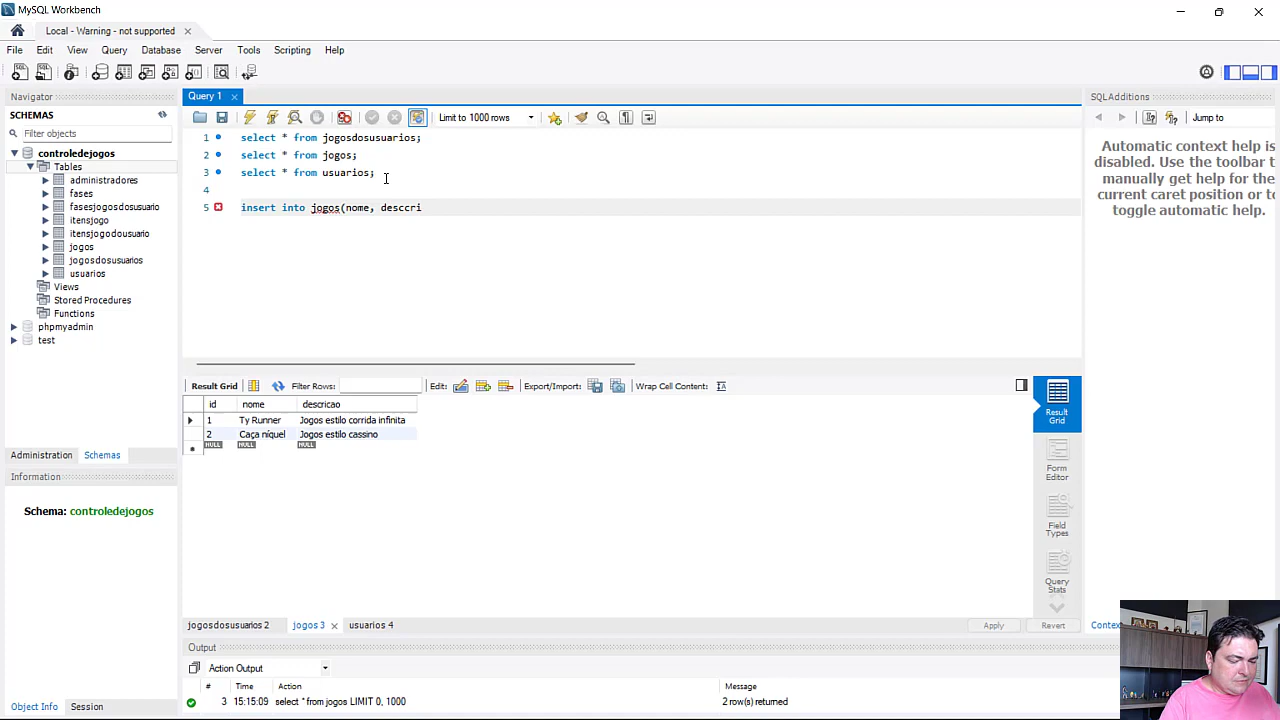 MySQL Workbench
Local - Warning - not supported
File Edit View Query Database Server Tools Scripting Help
Navigator
SCHEMAS
Filter objects
controledejogos
Tables
administradores
fases
fasesjogosdousuario
itensjogo
itensjogodousuario
jogos
jogosdosusuarios
usuarios
Views
Stored Procedures
Functions
phpmyadmin
test
Administration Schemas
Information
Schema: controledejogos
Object Info Session
Query 1
Limit to 1000 rows
1 select * from jogosdosusuarios;
2 select * from jogos;
3 select * from usuarios;
4
5 insert into jogos(nome, desccri
Result Grid Filter Rows: Edit: Export/Import: Wrap Cell Content:
id nome descricao
1 Ty Runner Jogos estilo corrida infinita
2 Caça níquel Jogos estilo cassino
NULL NULL NULL
Result Grid
Form Editor
Field Types
Query Stats
jogosdosusuarios 2 jogos 3 usuarios 4
Apply Revert
Output
Action Output
# Time Action Message
3 15:15:09 select * from jogos LIMIT 0, 1000 2 row(s) returned
SQLAdditions
Jump to
Automatic context help is
disabled. Use the toolbar to
manually get help for the
current caret position or to
toggle automatic help.